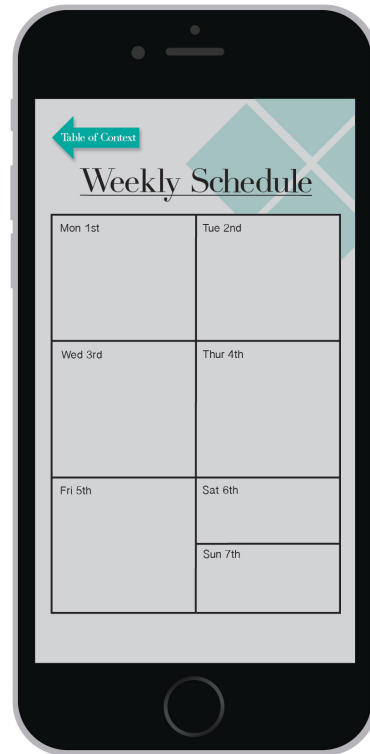 Table of Context
Weekly Schedule
Mon 1st
Tue 2nd
Wed 3rd
Thur 4th
Fri 5th
Sat 6th
Sun 7th